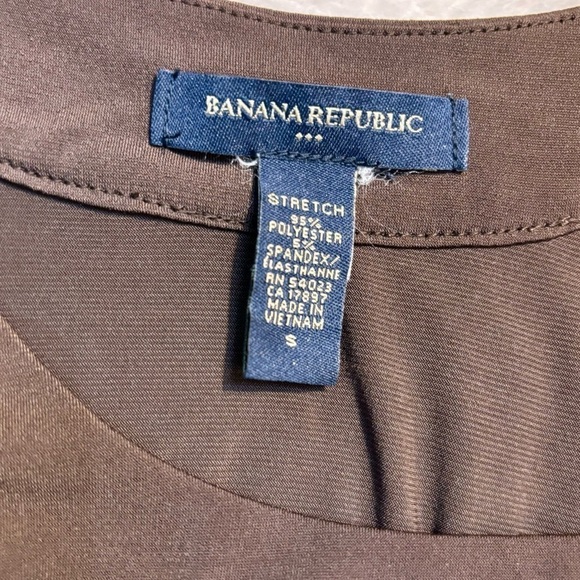 BANANA REPUBLIC
STRETCH
95%
POLYESTER
5%
SPANDEX/
ELASTHANNE
RN 54023
CA 17897
MADE IN
VIETNAM
S